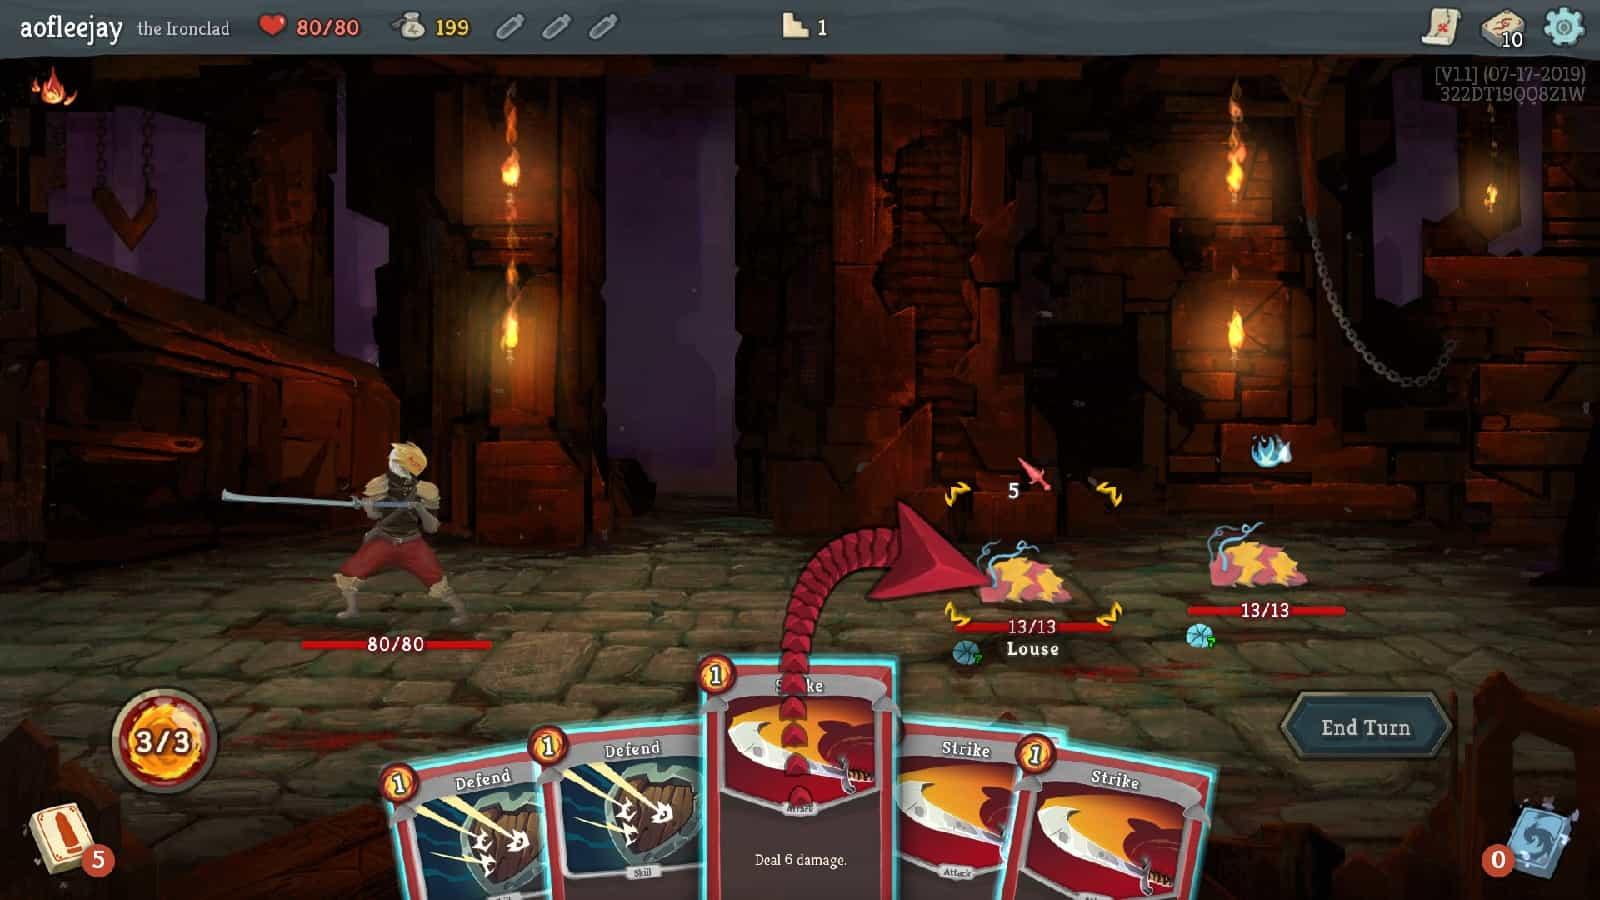 aofleejay the Ironclad 80/80 199 1 10
[V1.1] (07-17-2019)
322DT19QQ8Z1W
5
13/13
13/13
Louse
80/80
3/3
End Turn
1 Strike
1 Defend
Strike
1 Defend
1 Strike
Attack
Deal 6 damage.
Skill
Attack
5
0